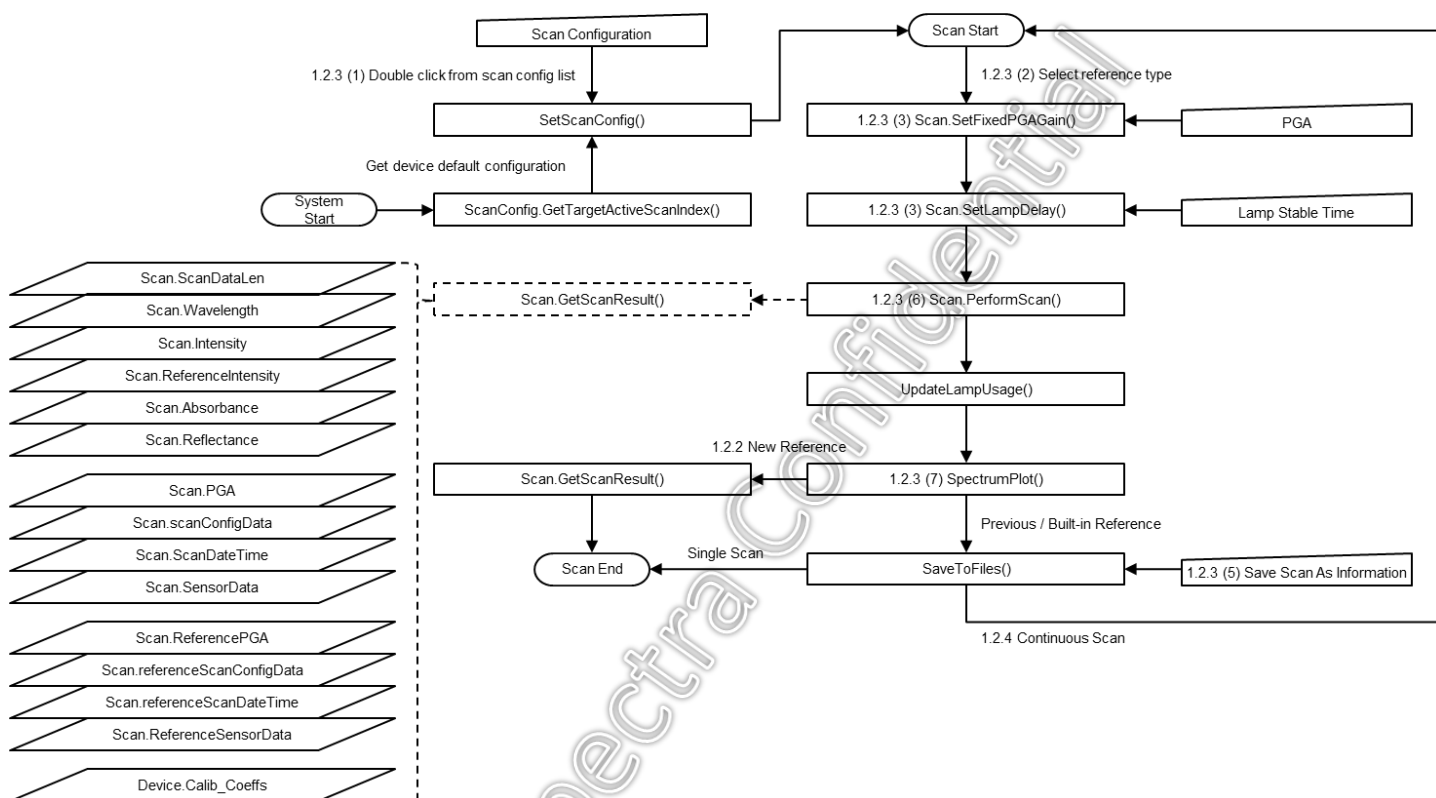 Scan Configuration
Scan Start
1.2.3 (1) Double click from scan config list
1.2.3 (2) Select reference type
SetScanConfig()
1.2.3 (3) Scan.SetFixedPGAGain()
PGA
Get device default configuration
System
Start
ScanConfig.GetTargetActiveScanIndex()
1.2.3 (3) Scan.SetLampDelay()
Lamp Stable Time
Scan.ScanDataLen
Scan.GetScanResult()
1.2.3 (6) Scan.PerformScan()
Scan.Wavelength
Scan.Intensity
Scan.ReferenceIntensity
UpdateLampUsage()
Scan.Absorbance
Scan.Reflectance
1.2.2 New Reference
Scan.GetScanResult()
1.2.3 (7) SpectrumPlot()
Scan.PGA
Scan.scanConfigData
Previous / Built-in Reference
Scan.ScanDateTime
Single Scan
Scan End
SaveToFiles()
1.2.3 (5) Save Scan As Information
Scan.SensorData
Scan.ReferencePGA
1.2.4 Continuous Scan
Scan.referenceScanConfigData
Scan.referenceScanDateTime
Scan.ReferenceSensorData
Device.Calib_Coeffs
pectra Confidential